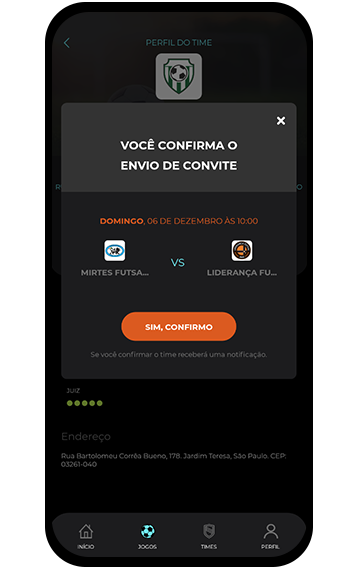 PERFIL DO TIME
VOCÊ CONFIRMA O
ENVIO DE CONVITE
DOMINGO, 06 DE DEZEMBRO ÀS 10:00
VS
MIRTES FUTSA...
LIDERANÇA FU...
SIM, CONFIRMO
Se você confirmar o time receberá uma notificação.
JUIZ
Endereço
Rua Bartolomeu Corrêa Bueno, 178. Jardim Teresa, São Paulo. CEP:
03261-040
INÍCIO
JOGOS
TIMES
PERFIL